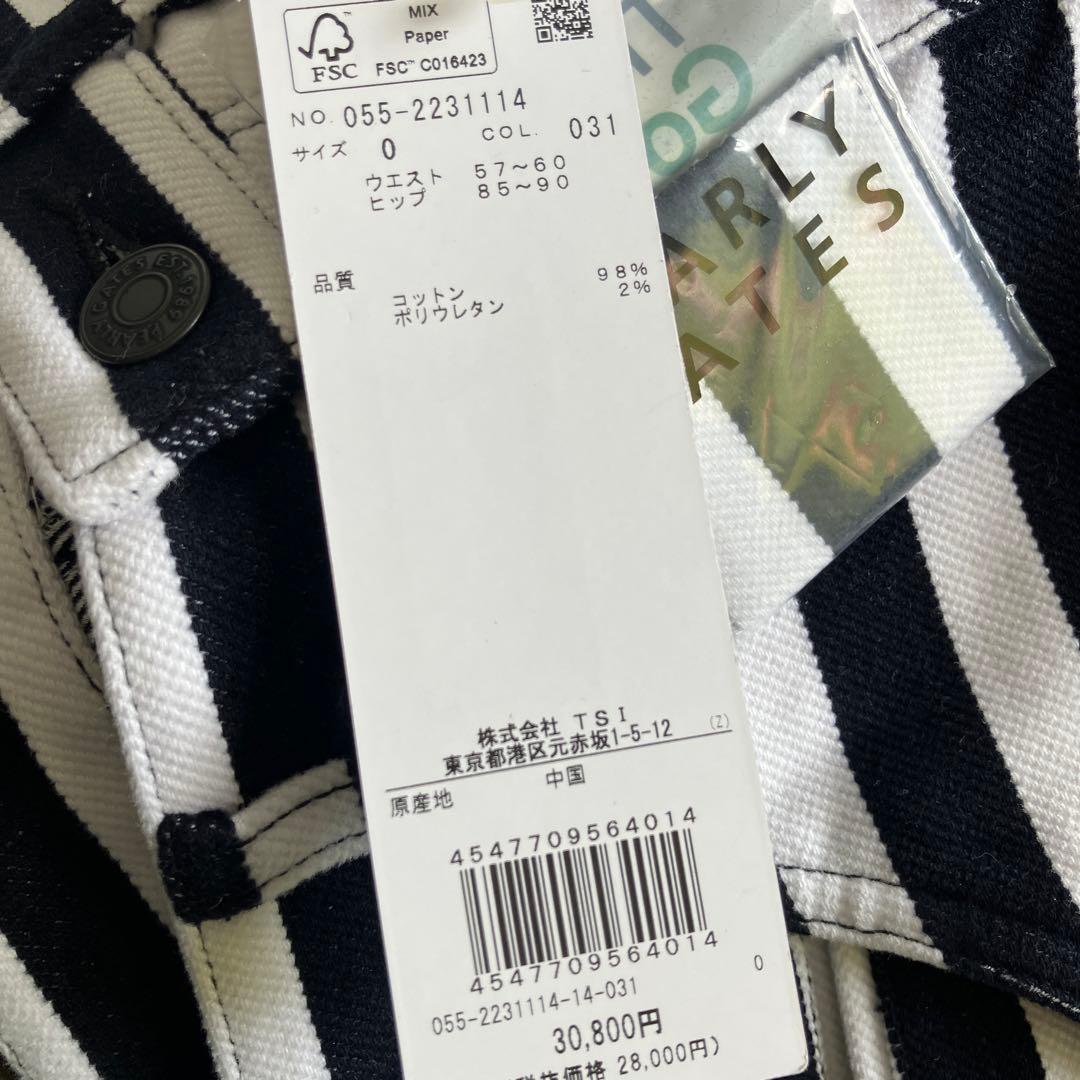 MIX
Paper
FSC
FSC™ C016423
NO. 055-2231114
サイズ 0 COL. 031
ウエスト 57～60
ヒップ 85～90
品質
コットン 98%
ポリウレタン 2%
株式会社 TSI (Z)
東京都港区元赤坂1-5-12
原産地 中国
4547709564014
4547709564014
055-2231114-14-031 0
30,800円
税抜価格 28,000円)
ARLY
ATES
GATES EST.1989 PEARLY